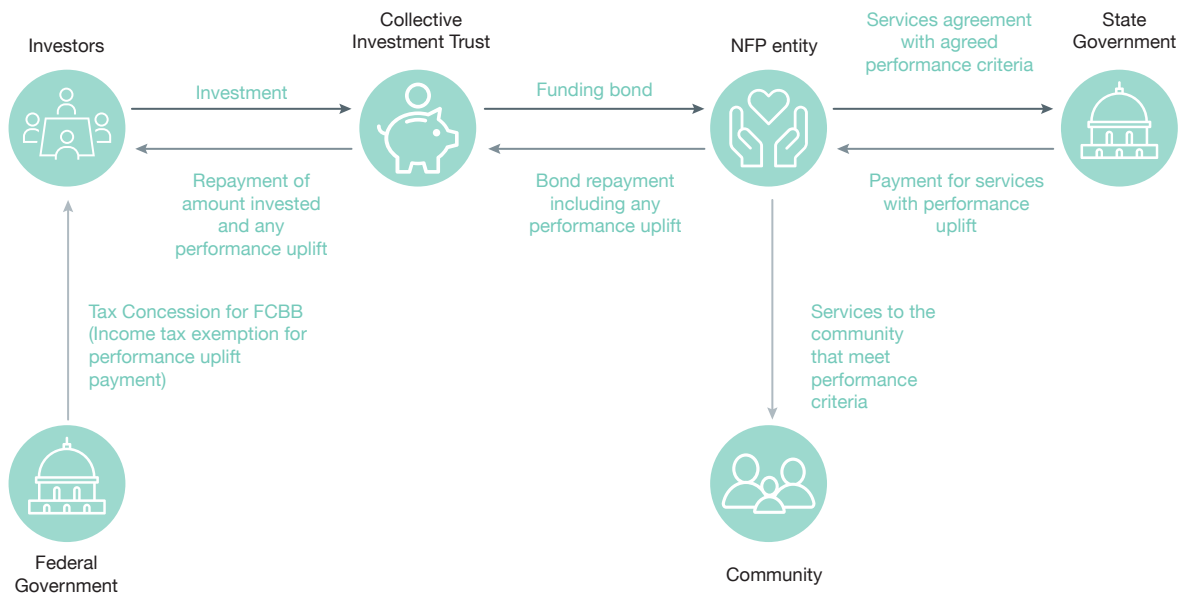 Investors
Collective
Investment Trust
NFP entity
Services agreement
with agreed
performance criteria
State
Government
Investment
Funding bond
Repayment of
amount invested
and any
performance uplift
Bond repayment
including any
performance uplift
Payment for services
with performance
uplift
Tax Concession for FCBB
(Income tax exemption for
performance uplift
payment)
Services to the
community
that meet
performance
criteria
Federal
Government
Community